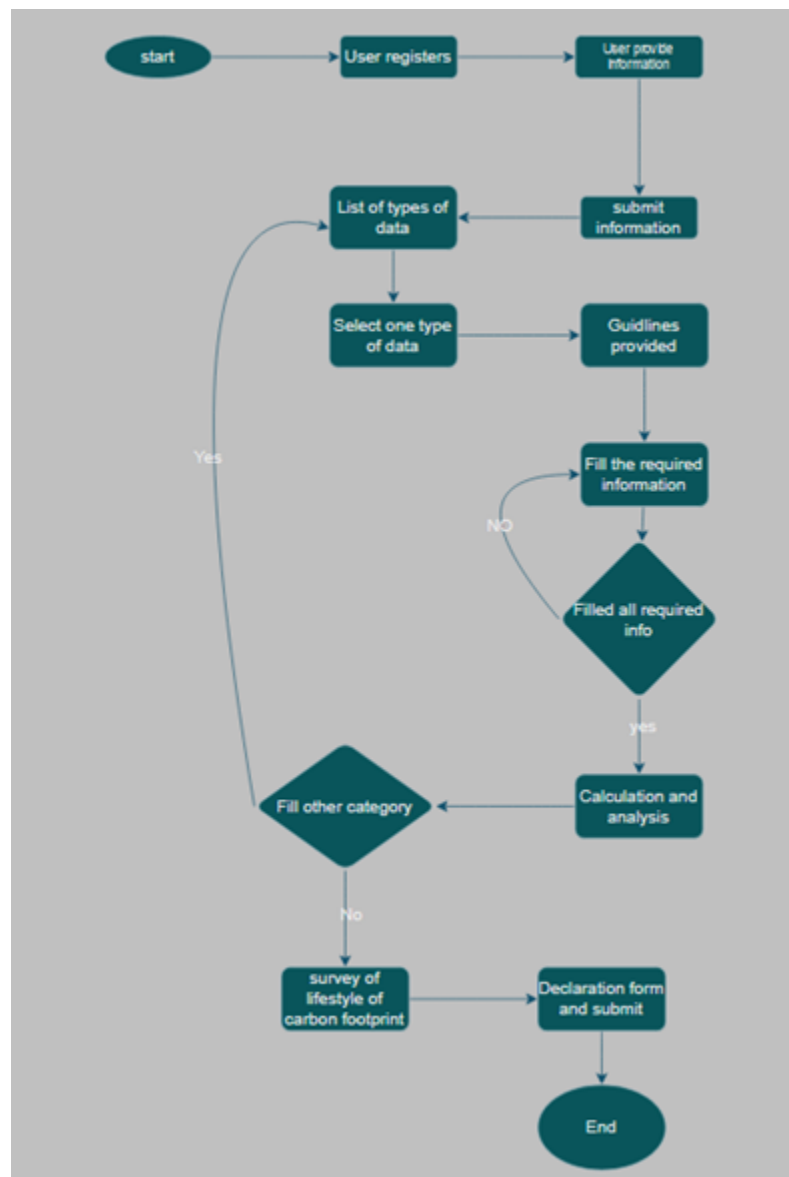 start
User registers
User provide
Information
submit
information
List of types of
data
Select one type
of data
Guidlines
provided
Fill the required
information
NO
Filled all required
info
yes
Calculation and
analysis
Fill other category
Yes
No
survey of
lifestyle of
carbon footprint
Declaration form
and submit
End